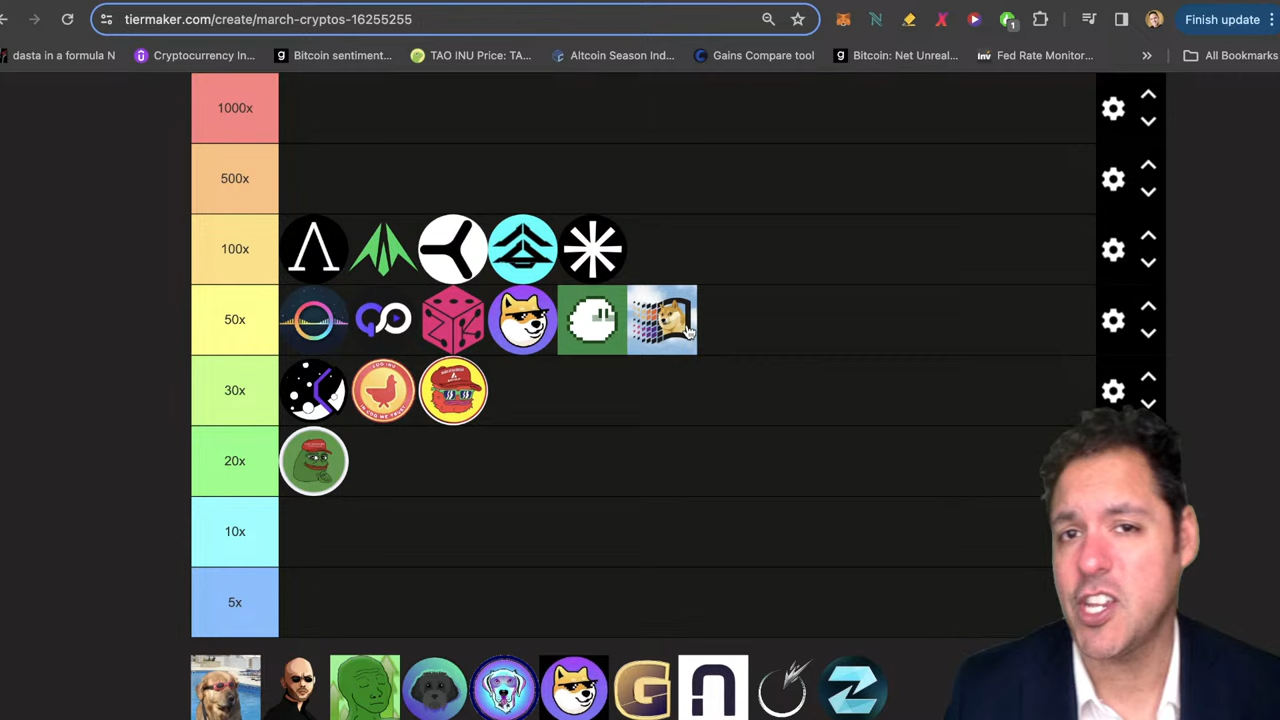 tiermaker.com/create/march-cryptos-16255255
1
Finish update
dasta in a formula N
Cryptocurrency In...
Bitcoin sentiment...
TAO INU Price: TA...
Altcoin Season Ind...
Gains Compare tool
Bitcoin: Net Unreal...
Fed Rate Monitor...
»
All Bookmarks
1000x
500x
100x
50x
30x
20x
10x
5x